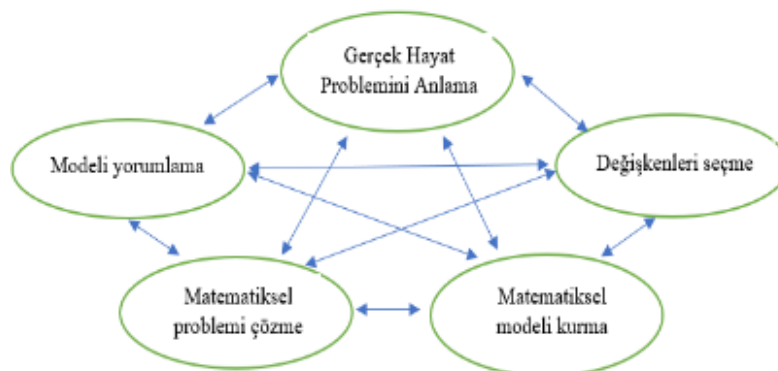 Gerçek Hayat
Problemini Anlama
Modeli yorumlama
Değişkenleri seçme
Matematiksel
problemi çözme
Matematiksel
modeli kurma